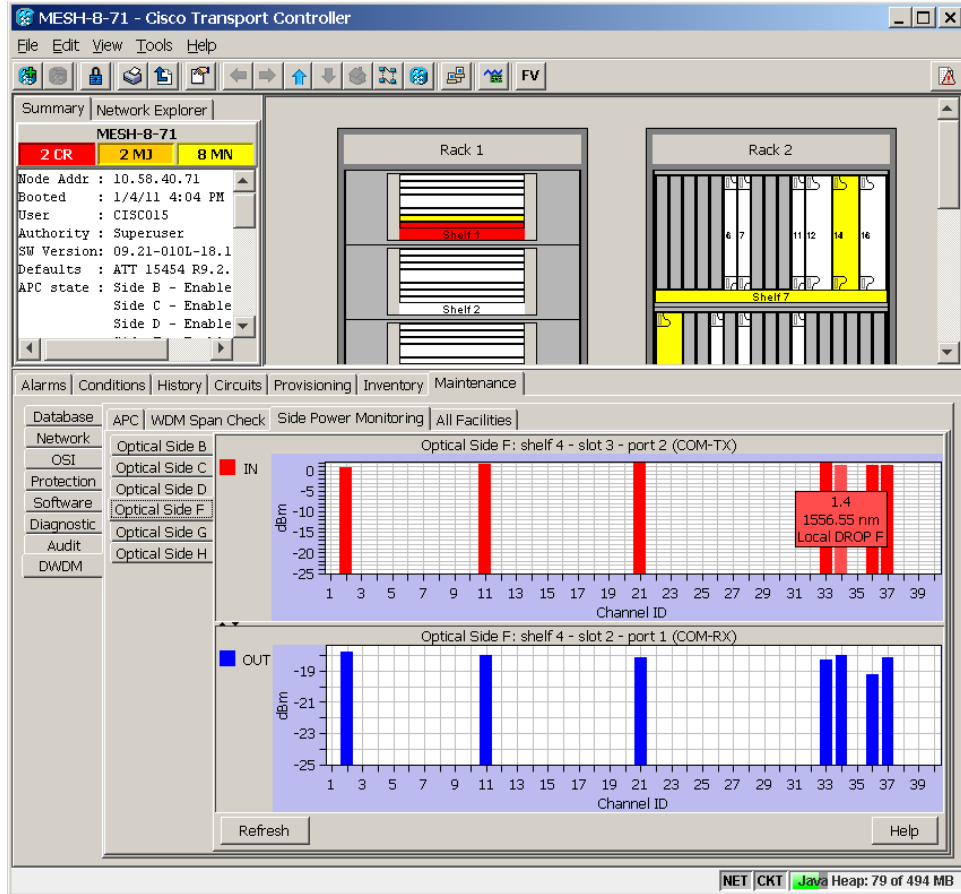 MESH-8-71 - Cisco Transport Controller
File Edit View Tools Help
FV
Summary Network Explorer
MESH-8-71
2 CR 2 MJ 8 MN
Node Addr : 10.58.40.71
Booted : 1/4/11 4:04 PM
User : CISCO15
Authority : Superuser
SW Version: 09.21-010L-18.1
Defaults : ATT 15454 R9.2.
APC state : Side B - Enable
Side C - Enable
Side D - Enable
Rack 1
Shelf 1
Shelf 2
Rack 2
6 7 11 12 14 16
Shelf 7
Alarms Conditions History Circuits Provisioning Inventory Maintenance
Database
Network
OSI
Protection
Software
Diagnostic
Audit
DWDM
APC WDM Span Check Side Power Monitoring All Facilities
Optical Side B
Optical Side C
Optical Side D
Optical Side F
Optical Side G
Optical Side H
Optical Side F: shelf 4 - slot 3 - port 2 (COM-TX)
IN
dBm
0
-5
-10
-15
-20
-25
1.4
1556.55 nm
Local DROP F
1 3 5 7 9 11 13 15 17 19 21 23 25 27 29 31 33 35 37 39
Channel ID
Optical Side F: shelf 4 - slot 2 - port 1 (COM-RX)
OUT
dBm
-19
-21
-23
-25
1 3 5 7 9 11 13 15 17 19 21 23 25 27 29 31 33 35 37 39
Channel ID
Refresh Help
NET CKT Java Heap: 79 of 494 MB